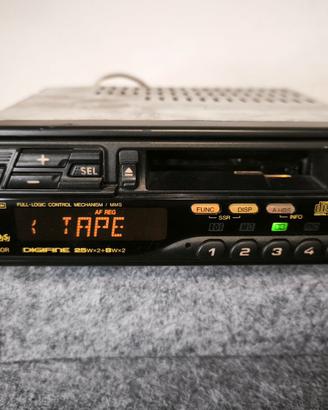 +
- SEL
FULL-LOGIC CONTROL MECHANISM / MMS
AF REG
TAPE
FUNC DISP
SSR INFO
DIGIFINE 25W×2+8W×2
1 2 3 4